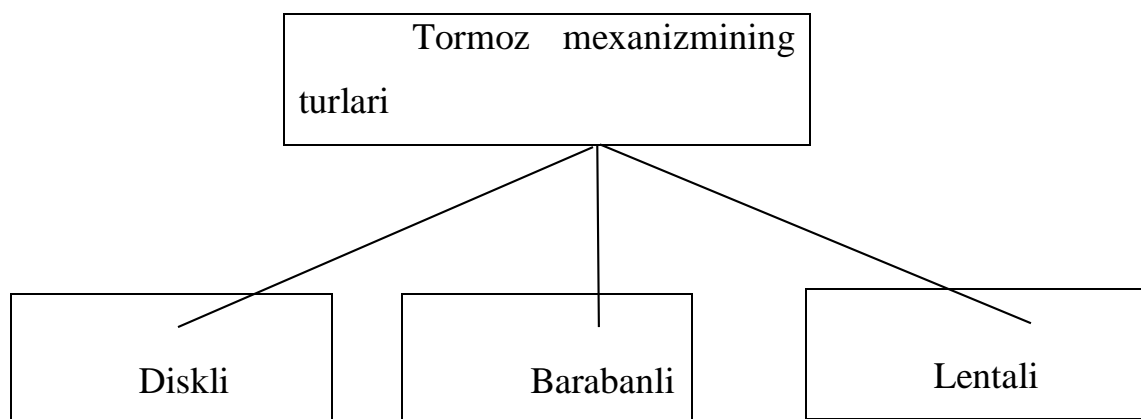 Tormoz mexanizmining
turlari
Diskli
Barabanli
Lentali